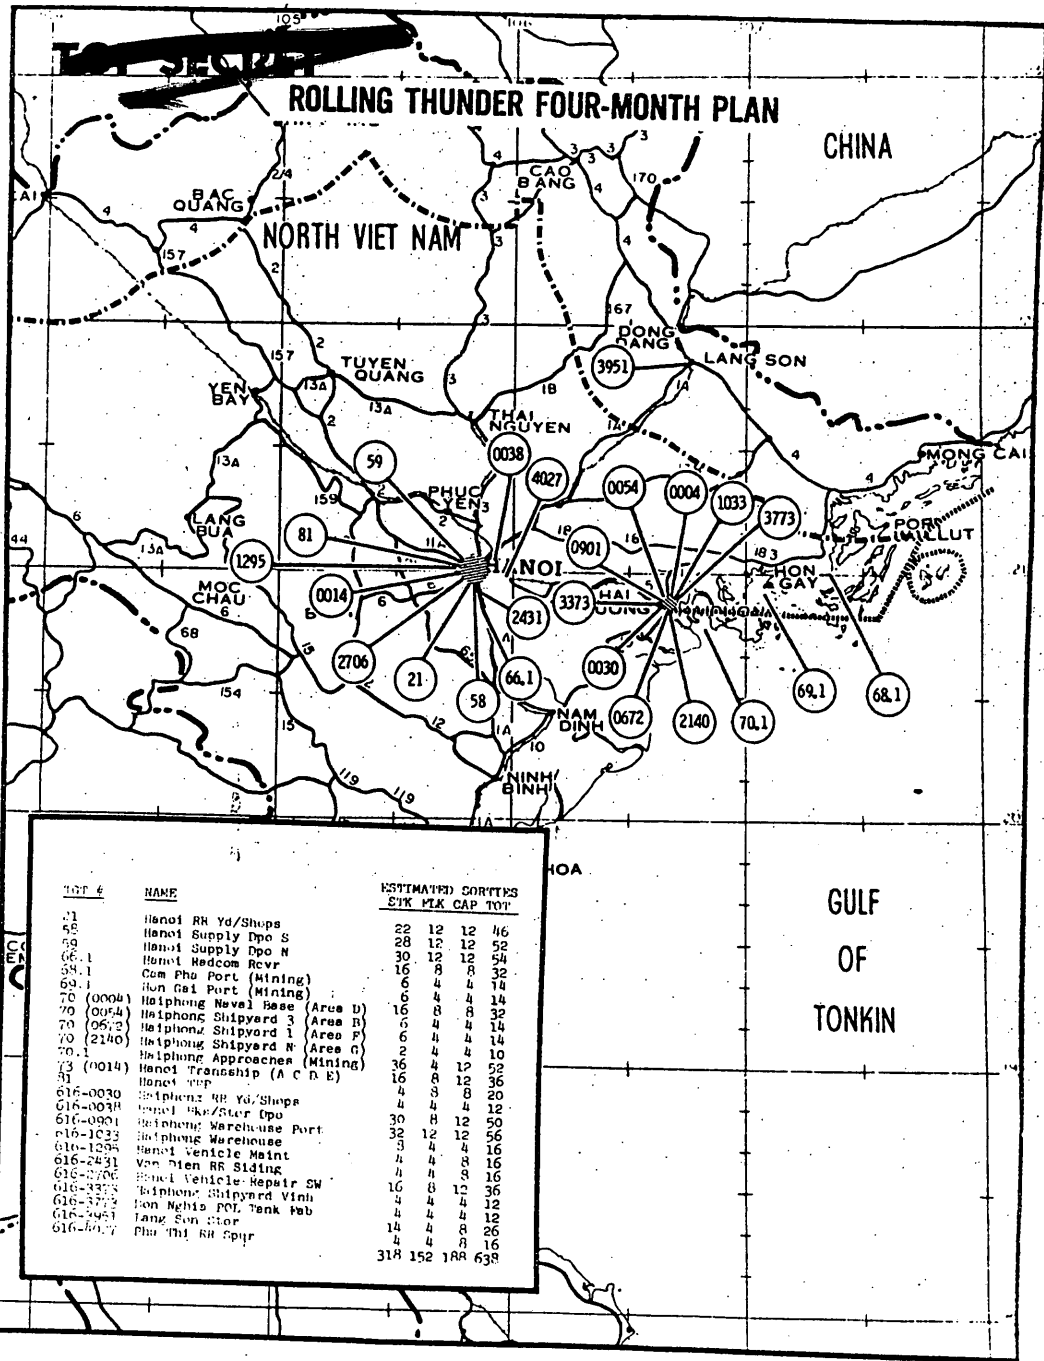 TOP SECRET
105
106
ROLLING THUNDER FOUR-MONTH PLAN
CHINA
CAO
BANG
BAC
QUANG
NORTH VIET NAM
DONG
DANG
LANG SON
TUYEN
QUANG
YEN
BAY
THAI
NGUYEN
MONG CAI
PHUC
YEN
LANG
BUA
PORT
WALLUT
MOC
CHAU
HANOI
HAI
DUONG
HON
GAY
3951
59
0038
4027
0054
0004
1033
3773
81
1295
0901
0014
2431
3373
2706
21
58
66.1
0030
0672
2140
70.1
69.1
68.1
NAM
DINH
NINH
BINH
HOA
GULF
OF
TONKIN
TGT #   NAME   ESTIMATED SORTIES
STK FLK CAP TOT
21 Hanoi RR Yd/Shops 22 12 12 46
58 Hanoi Supply Dpo S 28 12 12 52
59 Hanoi Supply Dpo N 30 12 12 54
66.1 Hanoi Radcom Rcvr 16 8 8 32
68.1 Cam Pha Port (Mining) 6 4 4 14
69.1 Hon Gai Port (Mining) 6 4 4 14
70 (0004) Haiphong Naval Base (Area D) 16 8 8 32
70 (0054) Haiphong Shipyard 3 (Area B) 6 4 4 14
70 (0672) Haiphong Shipyard 1 (Area F) 6 4 4 14
70 (2140) Haiphong Shipyard N (Area G) 2 4 4 10
70.1 Haiphong Approaches (Mining) 36 4 12 52
73 (0014) Hanoi Transship (A C D E) 16 8 12 36
81 Hanoi TPP 4 8 8 20
616-0030 Haiphong RR Yd/Shops 4 4 4 12
616-0038 Hanoi Bks/Stor Dpo 30 8 12 50
616-0901 Haiphong Warehouse Port 32 12 12 56
616-1033 Haiphong Warehouse 8 4 4 16
616-1295 Hanoi Vehicle Maint 4 4 8 16
616-2431 Van Dien RR Siding 4 4 8 16
616-2706 Hanoi Vehicle Repair SW 16 8 12 36
616-3373 Haiphong Shipyard Vinh 4 4 4 12
616-3773 Don Nghia POL Tank Fab 4 4 4 12
616-3951 Lang Son Stor 14 4 8 26
616-4027 Phu Thi RR Spur 4 4 8 16
318 152 188 638